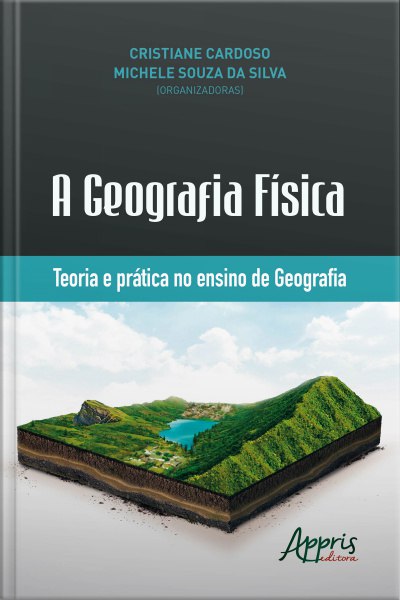 CRISTIANE CARDOSO
MICHELE SOUZA DA SILVA
(ORGANIZADORAS)
A Geografia Física
Teoria e prática no ensino de Geografia
Appris
editora